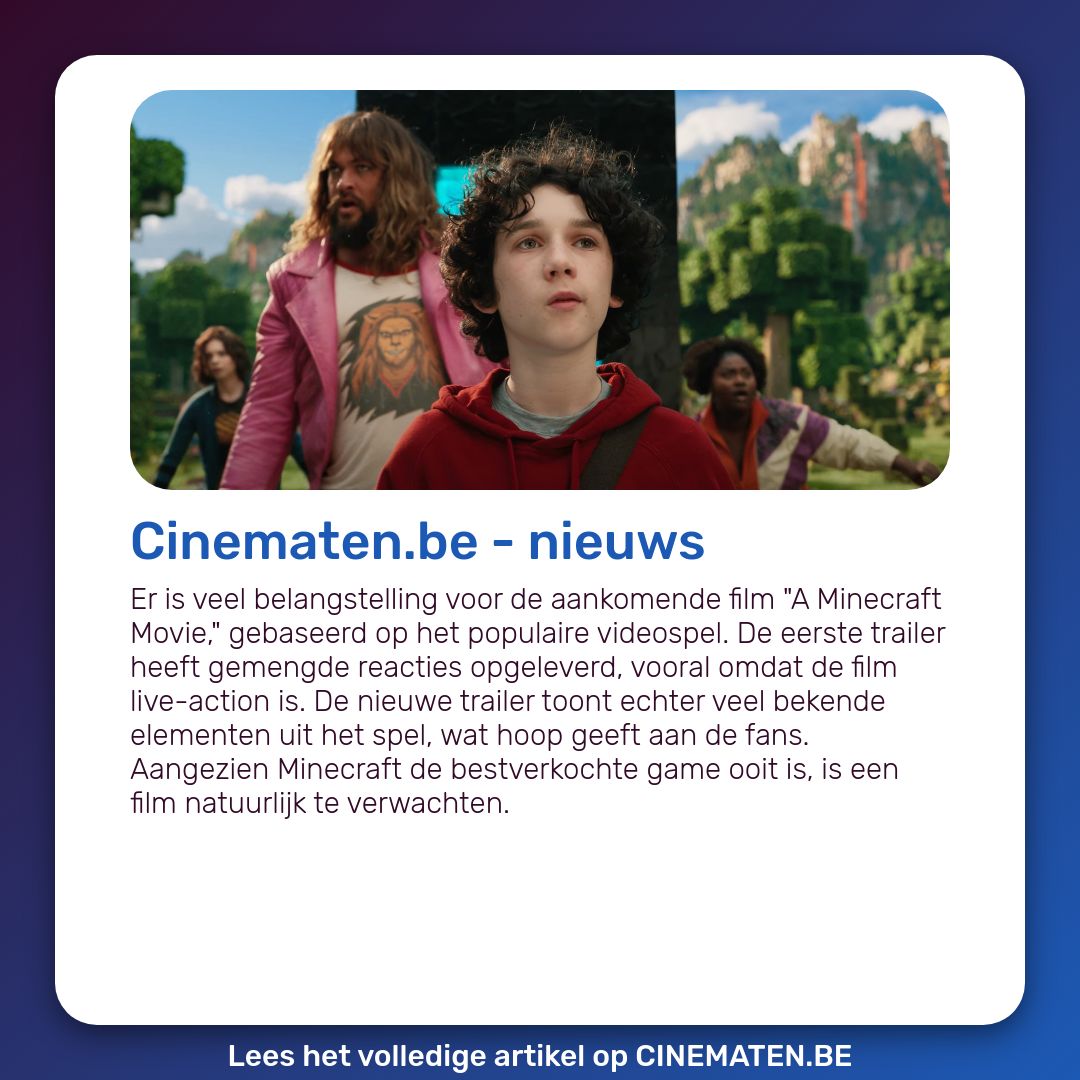 Cinematen.be - nieuws
Er is veel belangstelling voor de aankomende film "A Minecraft
Movie," gebaseerd op het populaire videospel. De eerste trailer
heeft gemengde reacties opgeleverd, vooral omdat de film
live-action is. De nieuwe trailer toont echter veel bekende
elementen uit het spel, wat hoop geeft aan de fans.
Aangezien Minecraft de bestverkochte game ooit is, is een
film natuurlijk te verwachten.
Lees het volledige artikel op CINEMATEN.BE